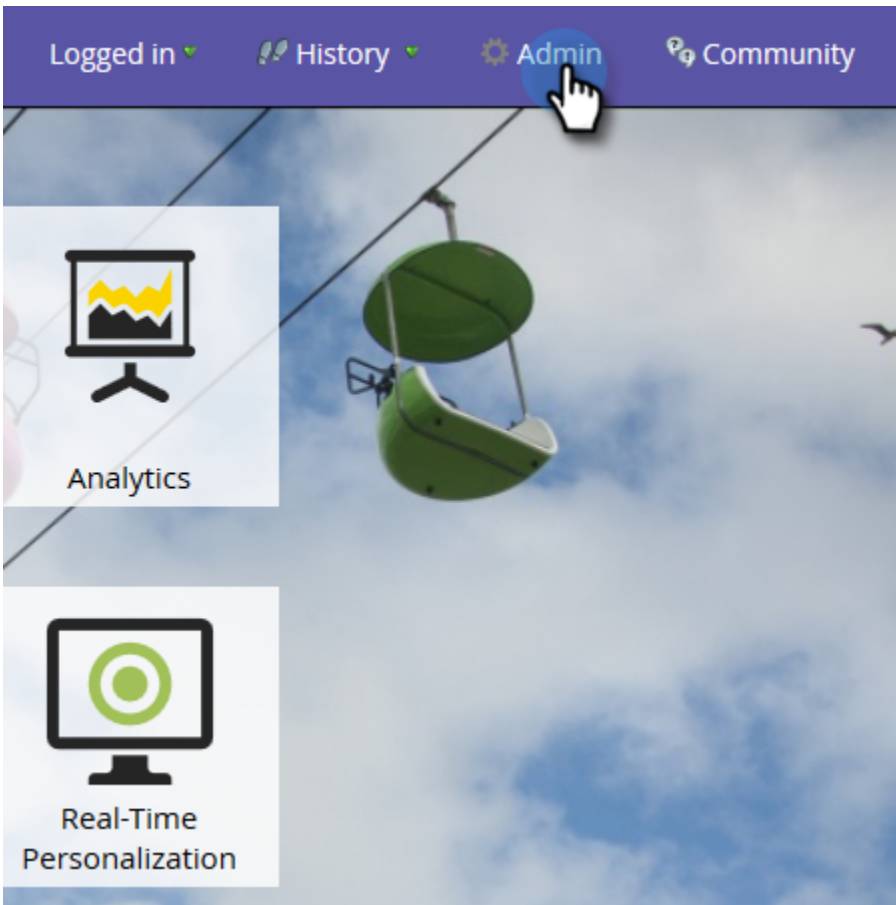 Logged in History Admin Community
Analytics
Real-Time
Personalization